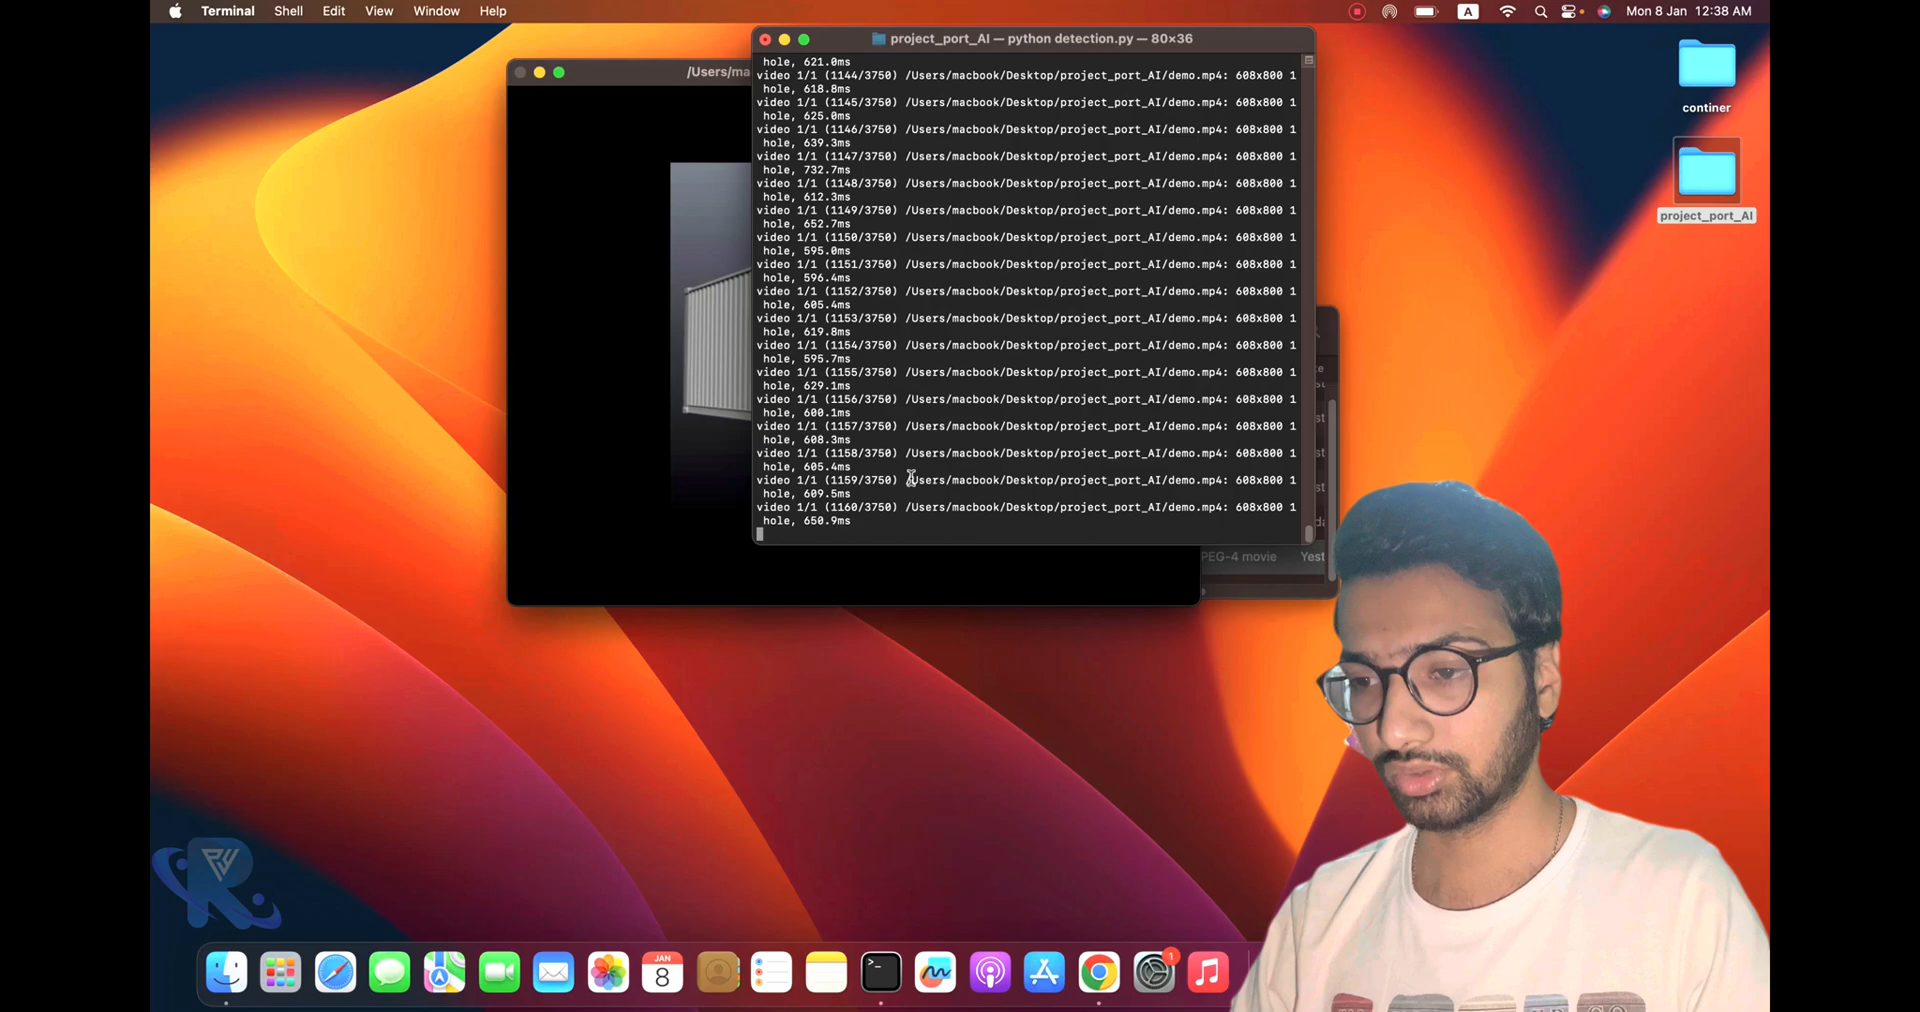 Terminal Shell Edit View Window Help
A
Mon 8 Jan 12:38 AM
project_port_AI — python detection.py — 80×36
/Users/ma
hole, 621.0ms
video 1/1 (1144/3750) /Users/macbook/Desktop/project_port_AI/demo.mp4: 608x800 1
hole, 618.8ms
video 1/1 (1145/3750) /Users/macbook/Desktop/project_port_AI/demo.mp4: 608x800 1
hole, 625.0ms
video 1/1 (1146/3750) /Users/macbook/Desktop/project_port_AI/demo.mp4: 608x800 1
hole, 639.3ms
video 1/1 (1147/3750) /Users/macbook/Desktop/project_port_AI/demo.mp4: 608x800 1
hole, 732.7ms
video 1/1 (1148/3750) /Users/macbook/Desktop/project_port_AI/demo.mp4: 608x800 1
hole, 612.3ms
video 1/1 (1149/3750) /Users/macbook/Desktop/project_port_AI/demo.mp4: 608x800 1
hole, 652.7ms
video 1/1 (1150/3750) /Users/macbook/Desktop/project_port_AI/demo.mp4: 608x800 1
hole, 595.0ms
video 1/1 (1151/3750) /Users/macbook/Desktop/project_port_AI/demo.mp4: 608x800 1
hole, 596.4ms
video 1/1 (1152/3750) /Users/macbook/Desktop/project_port_AI/demo.mp4: 608x800 1
hole, 605.4ms
video 1/1 (1153/3750) /Users/macbook/Desktop/project_port_AI/demo.mp4: 608x800 1
hole, 619.8ms
video 1/1 (1154/3750) /Users/macbook/Desktop/project_port_AI/demo.mp4: 608x800 1
hole, 595.7ms
video 1/1 (1155/3750) /Users/macbook/Desktop/project_port_AI/demo.mp4: 608x800 1
hole, 629.1ms
video 1/1 (1156/3750) /Users/macbook/Desktop/project_port_AI/demo.mp4: 608x800 1
hole, 600.1ms
video 1/1 (1157/3750) /Users/macbook/Desktop/project_port_AI/demo.mp4: 608x800 1
hole, 608.3ms
video 1/1 (1158/3750) /Users/macbook/Desktop/project_port_AI/demo.mp4: 608x800 1
hole, 605.4ms
video 1/1 (1159/3750) /Users/macbook/Desktop/project_port_AI/demo.mp4: 608x800 1
hole, 609.5ms
video 1/1 (1160/3750) /Users/macbook/Desktop/project_port_AI/demo.mp4: 608x800 1
hole, 650.9ms
PEG-4 movie Yest
continer
project_port_AI
JAN
8
1